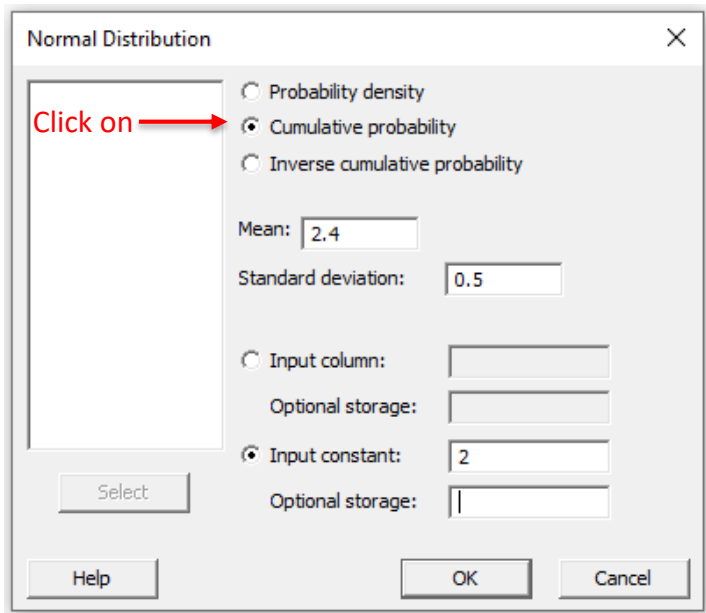 Normal Distribution
Probability density
Click on
Cumulative probability
Inverse cumulative probability
Mean: 2.4
Standard deviation: 0.5
Input column:
Optional storage:
Input constant: 2
Select
Optional storage:
Help
OK
Cancel